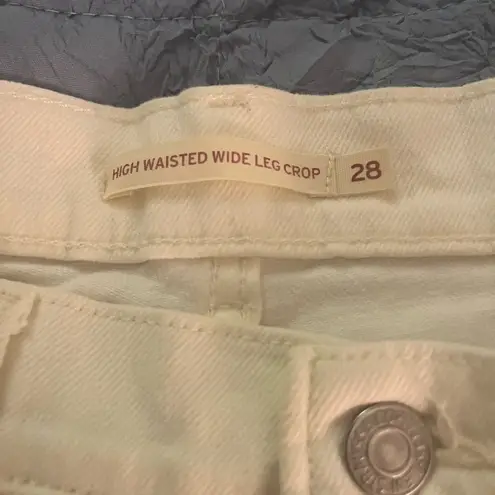 HIGH WAISTED WIDE LEG CROP 28